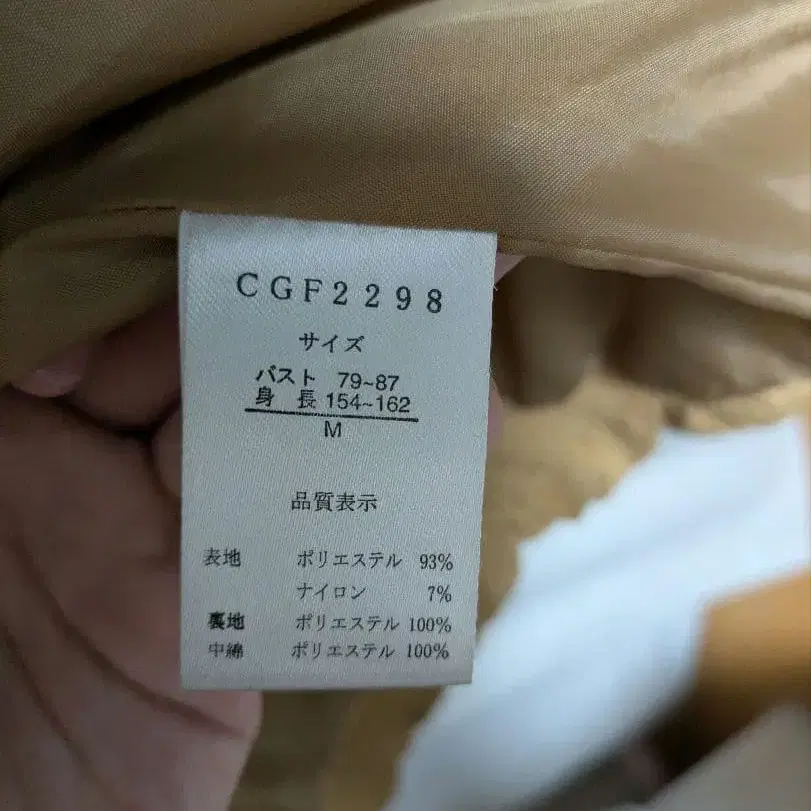 CGF2298
サイズ
バスト 79~87
身 長 154~162
M
品質表示
表地 ポリエステル 93%
ナイロン 7%
裏地 ポリエステル 100%
中綿 ポリエステル 100%